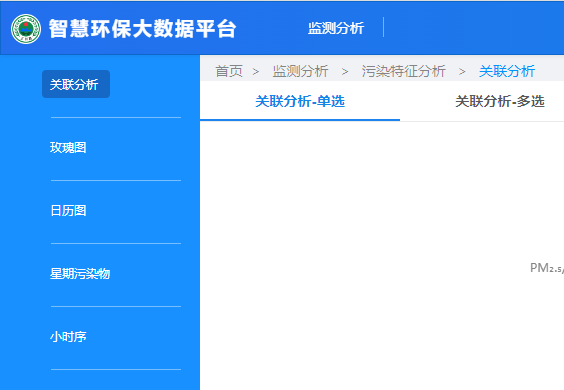 智慧环保大数据平台 监测分析
首页 > 监测分析 > 污染特征分析 > 关联分析
关联分析-单选 关联分析-多选
关联分析
玫瑰图
日历图
星期污染物
小时序
PM₂.₅/